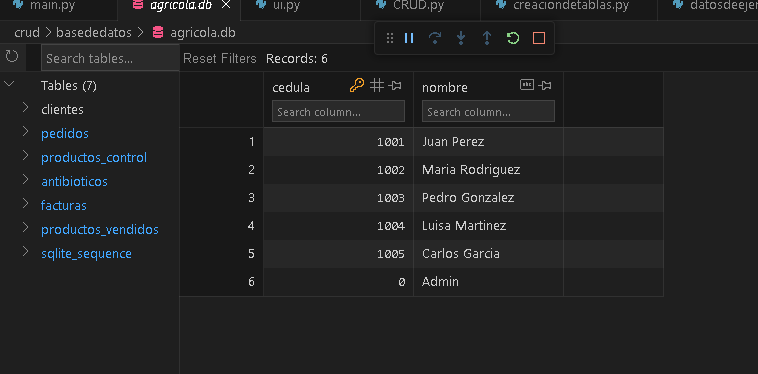 main.py agricola.db ui.py CRUD.py creaciondetablas.py datosdeejer
crud > basededatos > agricola.db
Search tables... Reset Filters Records: 6
Tables (7)
clientes
pedidos
productos_control
antibioticos
facturas
productos_vendidos
sqlite_sequence
cedula nombre
Search column... Search column...
1 1001 Juan Perez
2 1002 Maria Rodriguez
3 1003 Pedro Gonzalez
4 1004 Luisa Martinez
5 1005 Carlos Garcia
6 0 Admin